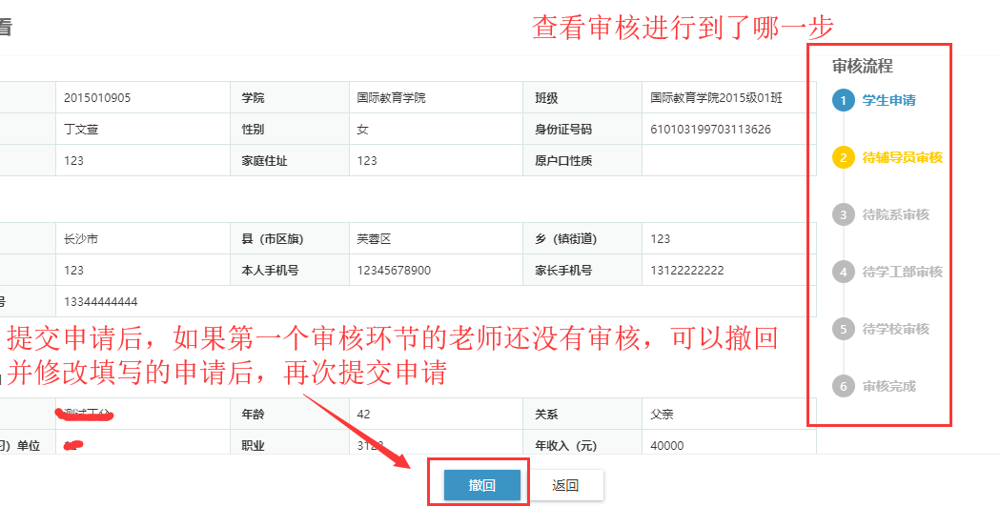 看
查看审核进行到了哪一步
审核流程
2015010905 学院 国际教育学院 班级 国际教育学院2015级01班
1 学生申请
丁文萱 性别 女 身份证号码 610103199703113626
123 家庭住址 123 原户口性质
2 待辅导员审核
3 待院系审核
长沙市 县（市区旗） 芙蓉区 乡（镇街道） 123
123 本人手机号 12345678900 家长手机号 13122222222
4 待学工部审核
号 13344444444
5 待学校审核
提交申请后，如果第一个审核环节的老师还没有审核，可以撤回
并修改填写的申请后，再次提交申请
6 审核完成
年龄 42 关系 父亲
习）单位 职业 3123 年收入（元） 40000
撤回 返回